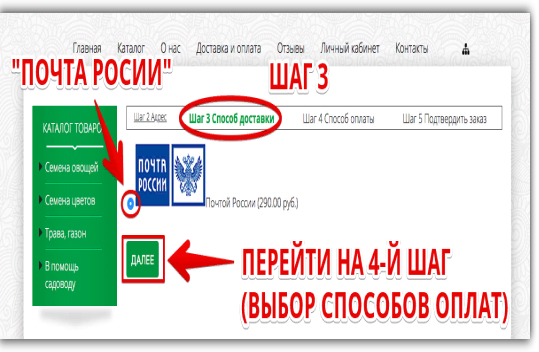 Главная Каталог О нас Доставка и оплата Отзывы Личный кабинет Контакты
"ПОЧТА РОСИИ"
ШАГ 3
Шаг 2 Адрес Шаг 3 Способ доставки Шаг 4 Способ оплаты Шаг 5 Подтвердить заказ
КАТАЛОГ ТОВАРО
Семена овощей
Семена цветов
Трава, газон
В помощь
садоводу
ПОЧТА
РОССИИ
Почтой России (290.00 руб.)
ДАЛЕЕ
ПЕРЕЙТИ НА 4-Й ШАГ
(ВЫБОР СПОСОБОВ ОПЛАТ)